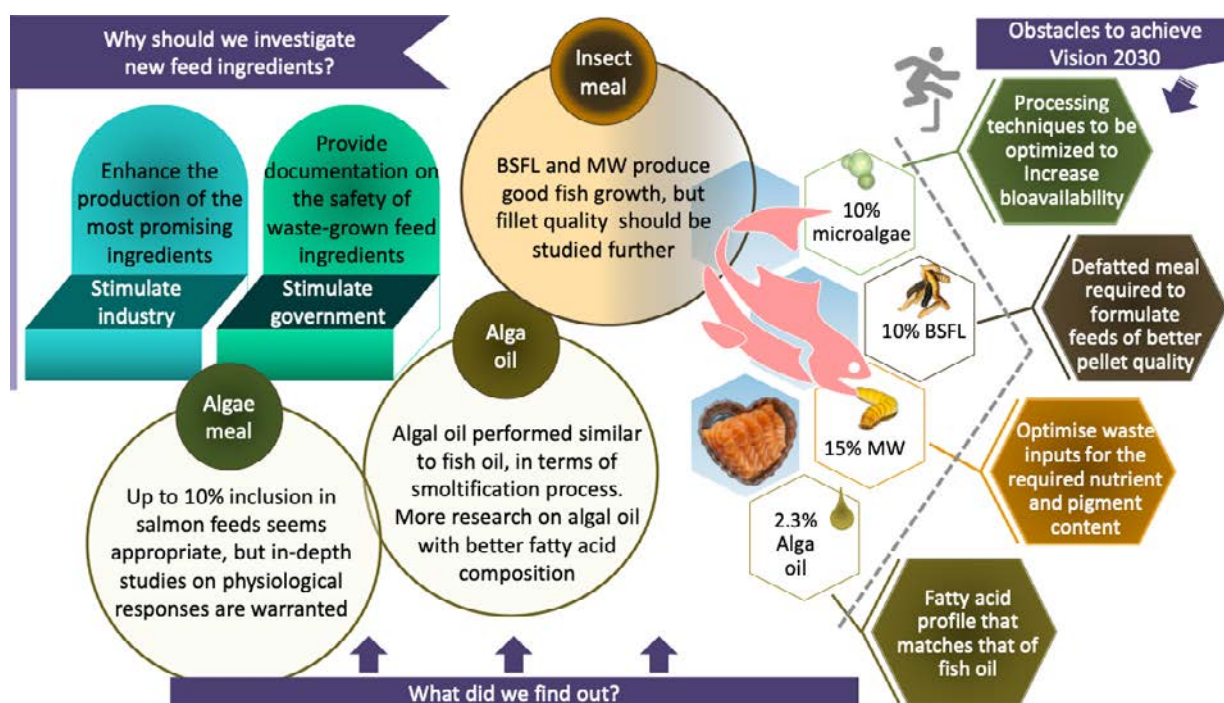 Why should we investigate
new feed ingredients?
Enhance the
production of the
most promising
ingredients
Stimulate
industry
Provide
documentation on
the safety of
waste-grown feed
ingredients
Stimulate
government
Insect
meal
BSFL and MW produce
good fish growth, but
fillet quality should be
studied further
Alga
oil
Algal oil performed similar
to fish oil, in terms of
smoltification process.
More research on algal oil
with better fatty acid
composition
Algae
meal
Up to 10% inclusion in
salmon feeds seems
appropriate, but in-depth
studies on physiological
responses are warranted
What did we find out?
10%
microalgae
10% BSFL
15% MW
2.3%
Alga
oil
Obstacles to achieve
Vision 2030
Processing
techniques to be
optimized to
increase
bioavailability
Defatted meal
required to
formulate
feeds of better
pellet quality
Optimise waste
inputs for the
required nutrient
and pigment
content
Fatty acid
profile that
matches that of
fish oil